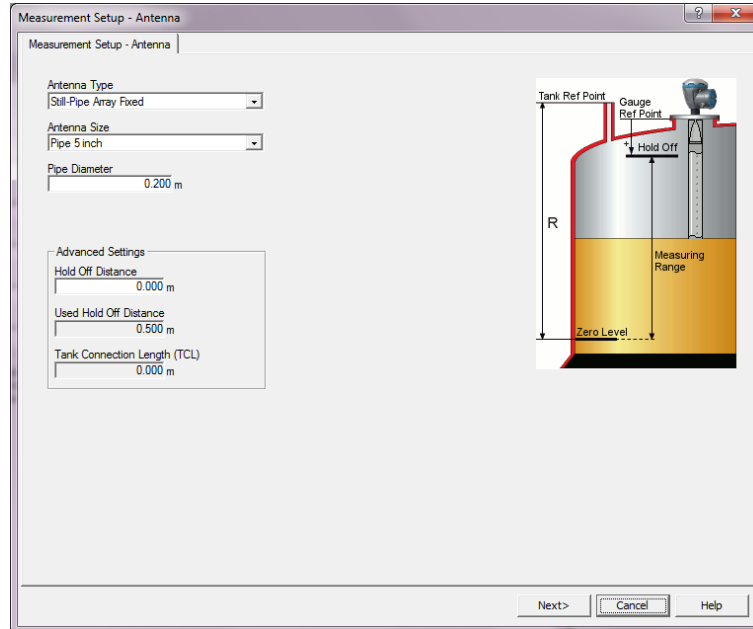 Measurement Setup - Antenna
Measurement Setup - Antenna
Antenna Type
Still-Pipe Array Fixed
Antenna Size
Pipe 5 inch
Pipe Diameter
0.200 m
Advanced Settings
Hold Off Distance
0.000 m
Used Hold Off Distance
0.500 m
Tank Connection Length (TCL)
0.000 m
Tank Ref Point
Gauge
Ref Point
+
Hold Off
R
Measuring
Range
Zero Level
Next>
Cancel
Help